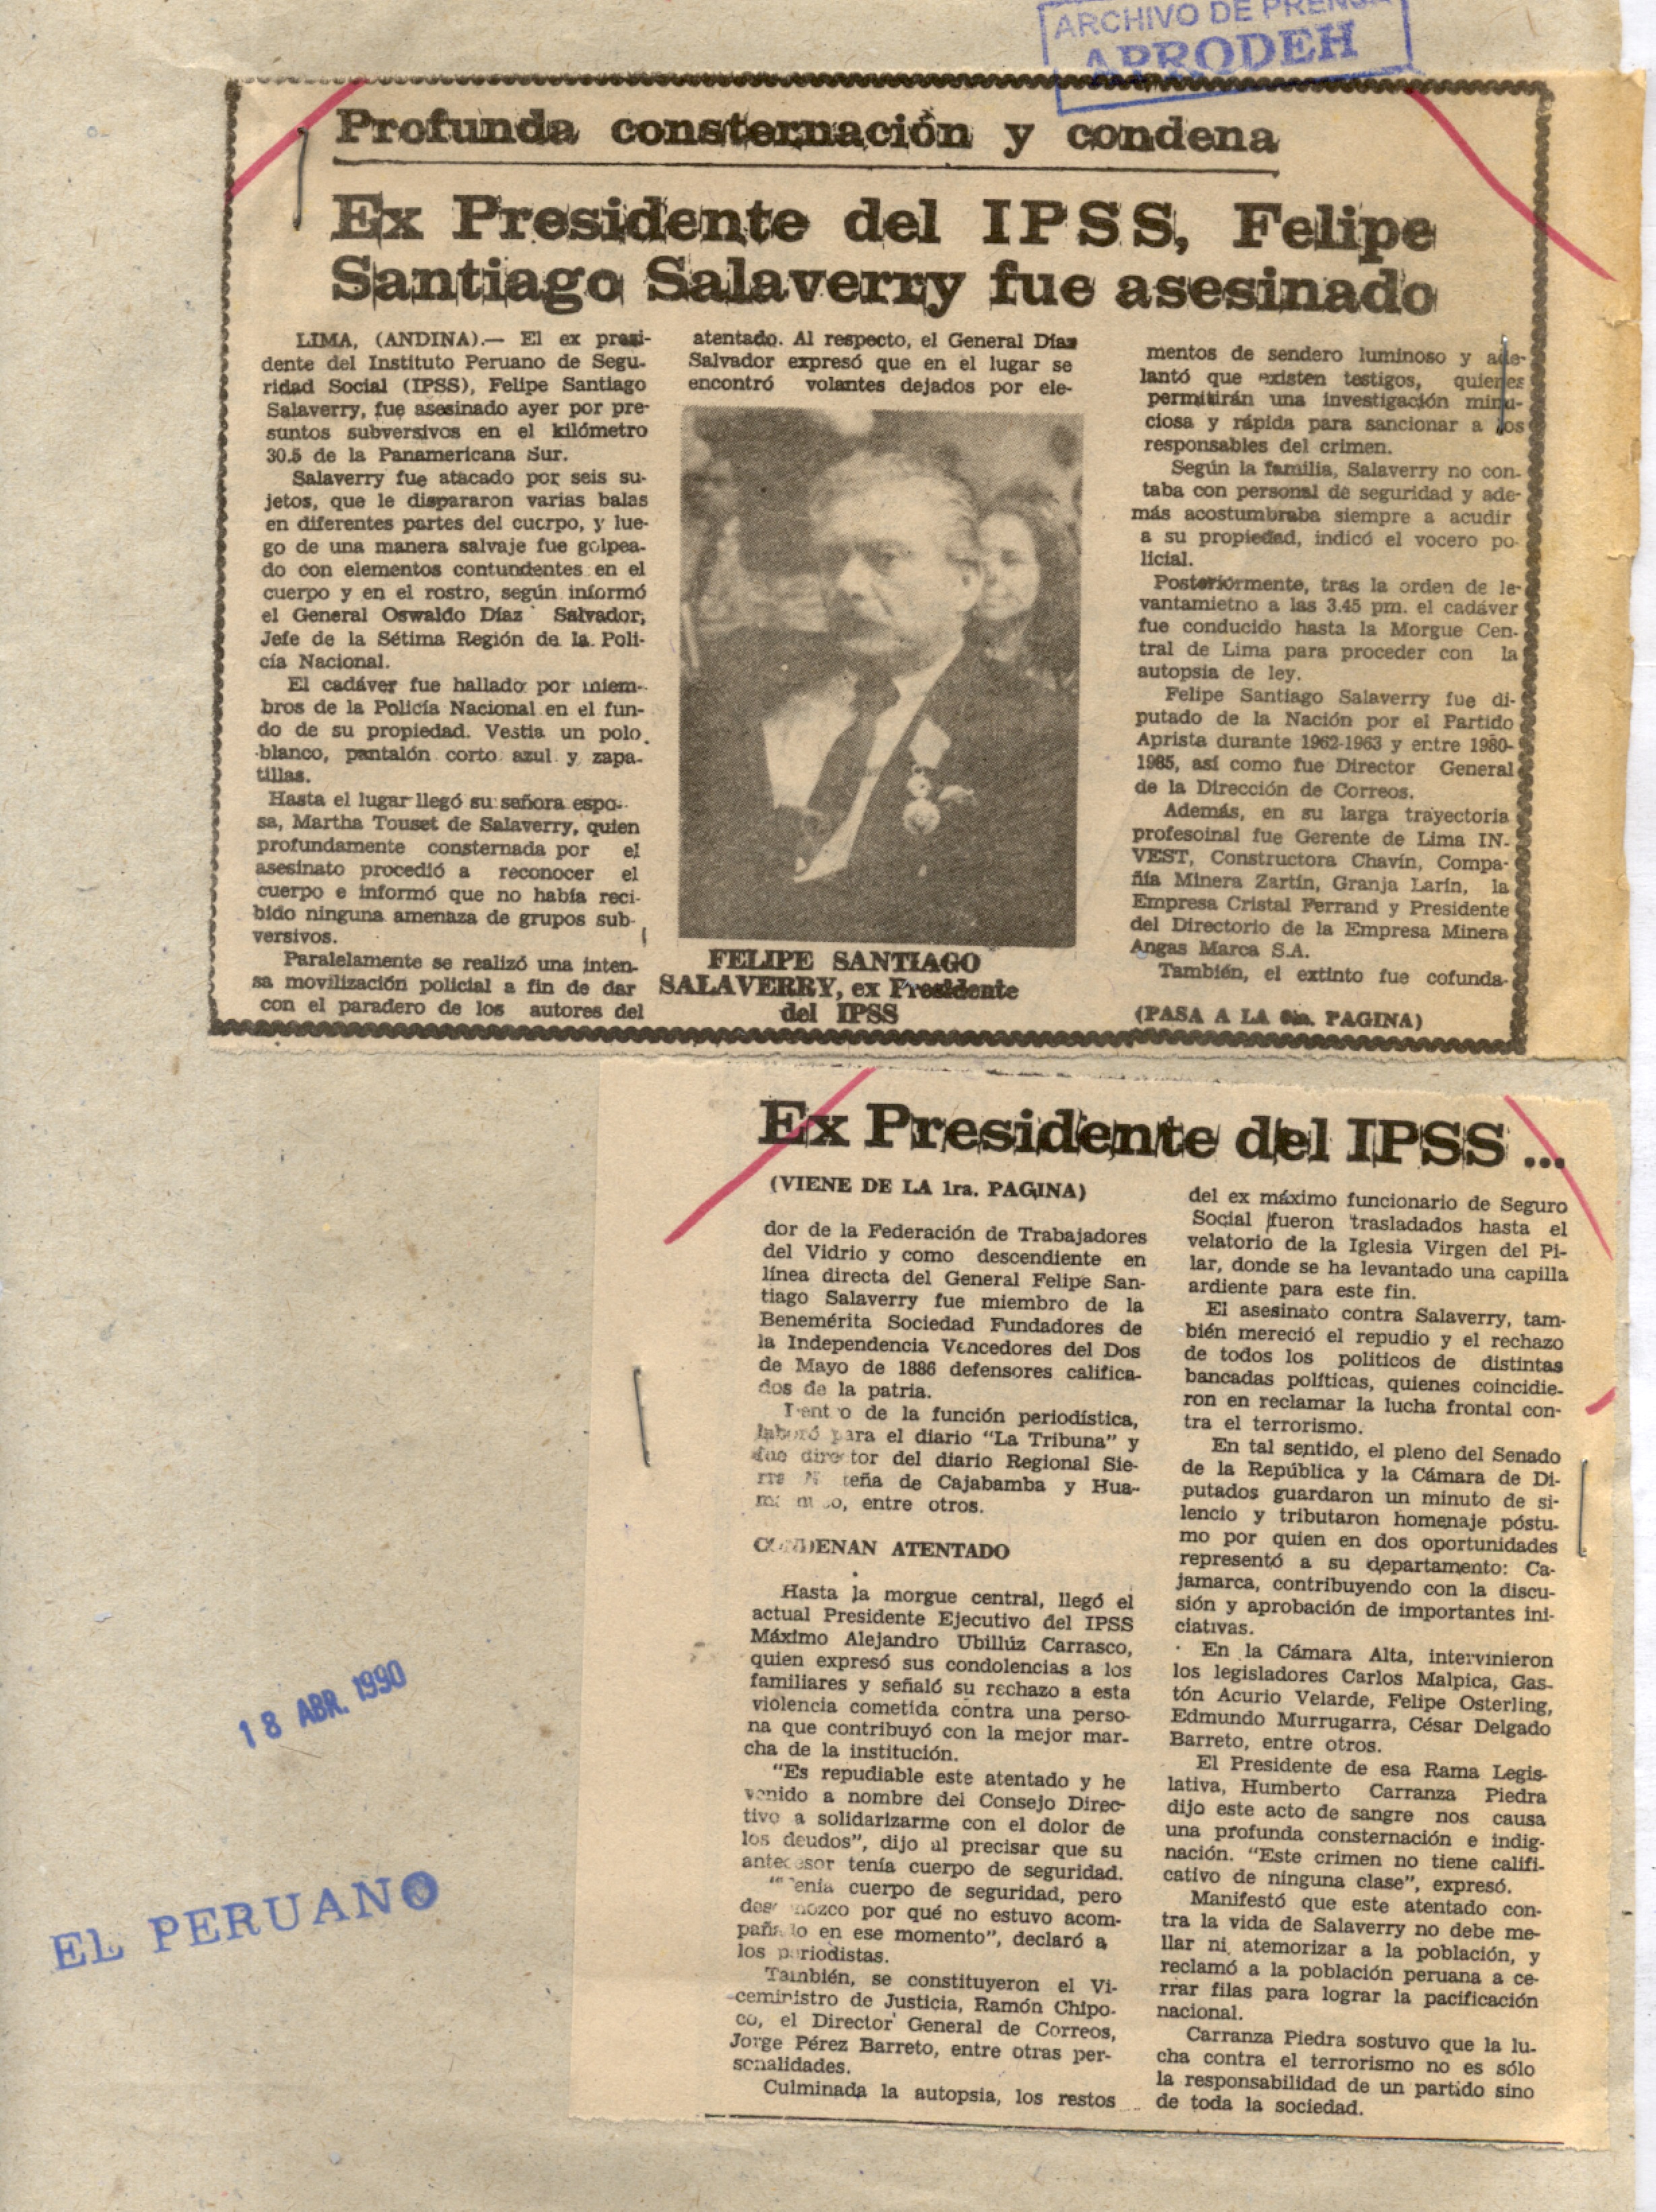 ARCHIVO DE PRENSA
APRODEH
Profunda consternación y condena
Ex Presidente del IPSS, Felipe
Santiago Salaverry fue asesinado
LIMA, (ANDINA).— El ex presi-
dente del Instituto Peruano de Segu-
ridad Social (IPSS), Felipe Santiago
Salaverry, fue asesinado ayer por pre-
suntos subversivos en el kilómetro
30.5 de la Panamericana Sur.
Salaverry fue atacado por seis su-
jetos, que le dispararon varias balas
en diferentes partes del cuerpo, y lue-
go de una manera salvaje fue golpea-
do con elementos contundentes en el
cuerpo y en el rostro, según informó
el General Oswaldo Díaz Salvador,
Jefe de la Sétima Región de la Poli-
cía Nacional.
El cadáver fue hallado por miem-
bros de la Policía Nacional en el fun-
do de su propiedad. Vestía un polo
blanco, pantalón corto azul y zapa-
tillas.
Hasta el lugar llegó su señora espo-
sa, Martha Touset de Salaverry, quien
profundamente consternada por el
asesinato procedió a reconocer el
cuerpo e informó que no había reci-
bido ninguna amenaza de grupos sub-
versivos.
Paralelamente se realizó una inten-
sa movilización policial a fin de dar
con el paradero de los autores del
atentado. Al respecto, el General Díaz
Salvador expresó que en el lugar se
encontró volantes dejados por ele-
FELIPE SANTIAGO
SALAVERRY, ex Presidente
del IPSS
mentos de sendero luminoso y ade-
lantó que existen testigos, quienes
permitirán una investigación minu-
ciosa y rápida para sancionar a los
responsables del crimen.
Según la familia, Salaverry no con-
taba con personal de seguridad y ade-
más acostumbraba siempre a acudir
a su propiedad, indicó el vocero po-
licial.
Posteriormente, tras la orden de le-
vantamietno a las 3.45 pm. el cadáver
fue conducido hasta la Morgue Cen-
tral de Lima para proceder con la
autopsia de ley.
Felipe Santiago Salaverry fue di-
putado de la Nación por el Partido
Aprista durante 1962-1963 y entre 1980-
1985, así como fue Director General
de la Dirección de Correos.
Además, en su larga trayectoria
profesoinal fue Gerente de Lima IN-
VEST, Constructora Chavín, Compa-
ñía Minera Zartín, Granja Larín, la
Empresa Cristal Ferrand y Presidente
del Directorio de la Empresa Minera
Angas Marca S.A.
También, el extinto fue cofunda-
(PASA A LA PAGINA)
Ex Presidente del IPSS ...
(VIENE DE LA 1ra. PAGINA)
dor de la Federación de Trabajadores
del Vidrio y como descendiente en
línea directa del General Felipe San-
tiago Salaverry fue miembro de la
Benemérita Sociedad Fundadores de
la Independencia Vencedores del Dos
de Mayo de 1886 defensores califica-
dos de la patria.
Dentro de la función periodística,
laboró para el diario "La Tribuna" y
fue director del diario Regional Sie-
rra Norteña de Cajabamba y Hua-
entre otros.
CONDENAN ATENTADO
Hasta la morgue central, llegó el
actual Presidente Ejecutivo del IPSS
Máximo Alejandro Ubillúz Carrasco,
quien expresó sus condolencias a los
familiares y señaló su rechazo a esta
violencia cometida contra una perso-
na que contribuyó con la mejor mar-
cha de la institución.
"Es repudiable este atentado y he
venido a nombre del Consejo Direc-
tivo a solidarizarme con el dolor de
los deudos", dijo al precisar que su
antecesor tenía cuerpo de seguridad.
"Tenía cuerpo de seguridad, pero
desconozco por qué no estuvo acom-
pañado en ese momento", declaró a
los periodistas.
También, se constituyeron el Vi-
ceministro de Justicia, Ramón Chipo-
co, el Director General de Correos,
Jorge Pérez Barreto, entre otras per-
sonalidades.
Culminada la autopsia, los restos
del ex máximo funcionario de Seguro
Social fueron trasladados hasta el
velatorio de la Iglesia Virgen del Pi-
lar, donde se ha levantado una capilla
ardiente para este fin.
El asesinato contra Salaverry, tam-
bién mereció el repudio y el rechazo
de todos los políticos de distintas
bancadas políticas, quienes coincidie-
ron en reclamar la lucha frontal con-
tra el terrorismo.
En tal sentido, el pleno del Senado
de la República y la Cámara de Di-
putados guardaron un minuto de si-
lencio y tributaron homenaje póstu-
mo por quien en dos oportunidades
representó a su departamento: Ca-
jamarca, contribuyendo con la discu-
sión y aprobación de importantes ini-
ciativas.
En la Cámara Alta, intervinieron
los legisladores Carlos Malpica, Gas-
tón Acurio Velarde, Felipe Osterling,
Edmundo Murrugarra, César Delgado
Barreto, entre otros.
El Presidente de esa Rama Legis-
lativa, Humberto Carranza Piedra
dijo este acto de sangre nos causa
una profunda consternación e indig-
nación. "Este crimen no tiene califi-
cativo de ninguna clase", expresó.
Manifestó que este atentado con-
tra la vida de Salaverry no debe me-
llar ni atemorizar a la población, y
reclamó a la población peruana a ce-
rrar filas para lograr la pacificación
nacional.
Carranza Piedra sostuvo que la lu-
cha contra el terrorismo no es sólo
la responsabilidad de un partido sino
de toda la sociedad.
18 ABR. 1990
EL PERUANO